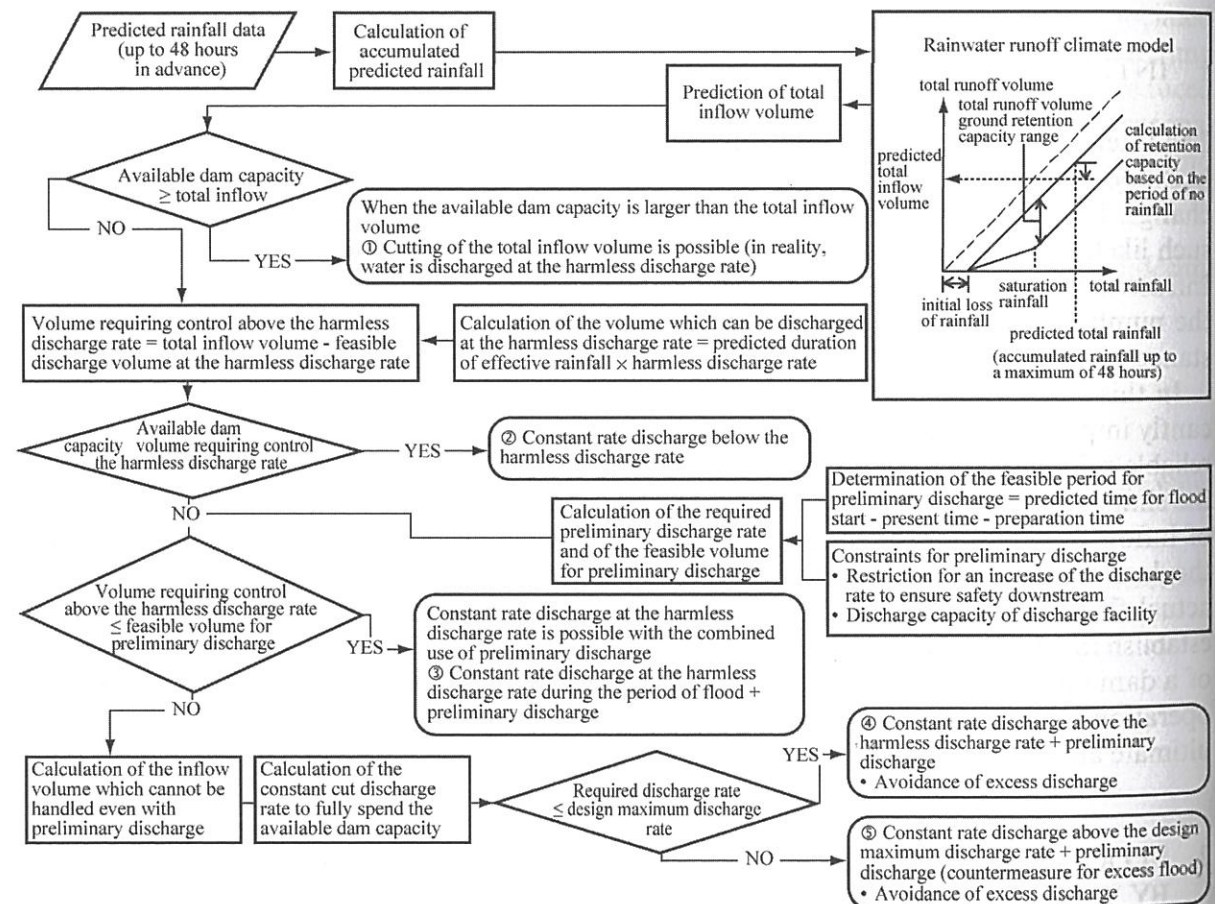 Predicted rainfall data
(up to 48 hours
in advance)
Calculation of
accumulated
predicted rainfall
Rainwater runoff climate model
total runoff volume
total runoff volume
ground retention
capacity range
predicted
total
inflow
volume
calculation
of retention
capacity
based on the
period of no
rainfall
total rainfall
initial loss
of rainfall
saturation
rainfall
predicted total rainfall
(accumulated rainfall up to
a maximum of 48 hours)
Prediction of total
inflow volume
Available dam capacity
≥ total inflow
NO
YES
When the available dam capacity is larger than the total inflow
volume
① Cutting of the total inflow volume is possible (in reality,
water is discharged at the harmless discharge rate)
Volume requiring control above the harmless
discharge rate = total inflow volume - feasible
discharge volume at the harmless discharge rate
Calculation of the volume which can be discharged
at the harmless discharge rate = predicted duration
of effective rainfall × harmless discharge rate
Available dam
capacity volume requiring control
the harmless discharge rate
YES
② Constant rate discharge below the
harmless discharge rate
NO
Calculation of the required
preliminary discharge rate
and of the feasible volume
for preliminary discharge
Determination of the feasible period for
preliminary discharge = predicted time for flood
start - present time - preparation time
Constraints for preliminary discharge
• Restriction for an increase of the discharge
rate to ensure safety downstream
• Discharge capacity of discharge facility
Volume requiring control
above the harmless discharge rate
≤ feasible volume for
preliminary discharge
YES
Constant rate discharge at the harmless
discharge rate is possible with the combined
use of preliminary discharge
③ Constant rate discharge at the harmless
discharge rate during the period of flood +
preliminary discharge
NO
Calculation of the inflow
volume which cannot be
handled even with
preliminary discharge
Calculation of the
constant cut discharge
rate to fully spend the
available dam capacity
Required discharge rate
≤ design maximum discharge
rate
YES
④ Constant rate discharge above the
harmless discharge rate + preliminary
discharge
• Avoidance of excess discharge
NO
⑤ Constant rate discharge above the design
maximum discharge rate + preliminary
discharge (countermeasure for excess flood)
• Avoidance of excess discharge